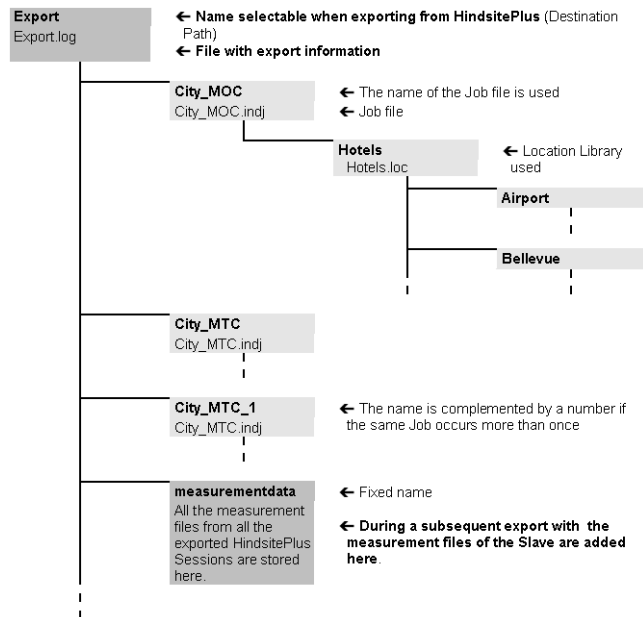 Export
Export.log
← Name selectable when exporting from HindsitePlus (Destination
Path)
← File with export information
City_MOC
City_MOC.indj
← The name of the Job file is used
← Job file
Hotels
Hotels.loc
← Location Library
used
Airport
Bellevue
City_MTC
City_MTC.indj
City_MTC_1
City_MTC.indj
← The name is complemented by a number if
the same Job occurs more than once
measurementdata
All the measurement
files from all the
exported HindsitePlus
Sessions are stored
here.
← Fixed name
← During a subsequent export with the
measurement files of the Slave are added
here.